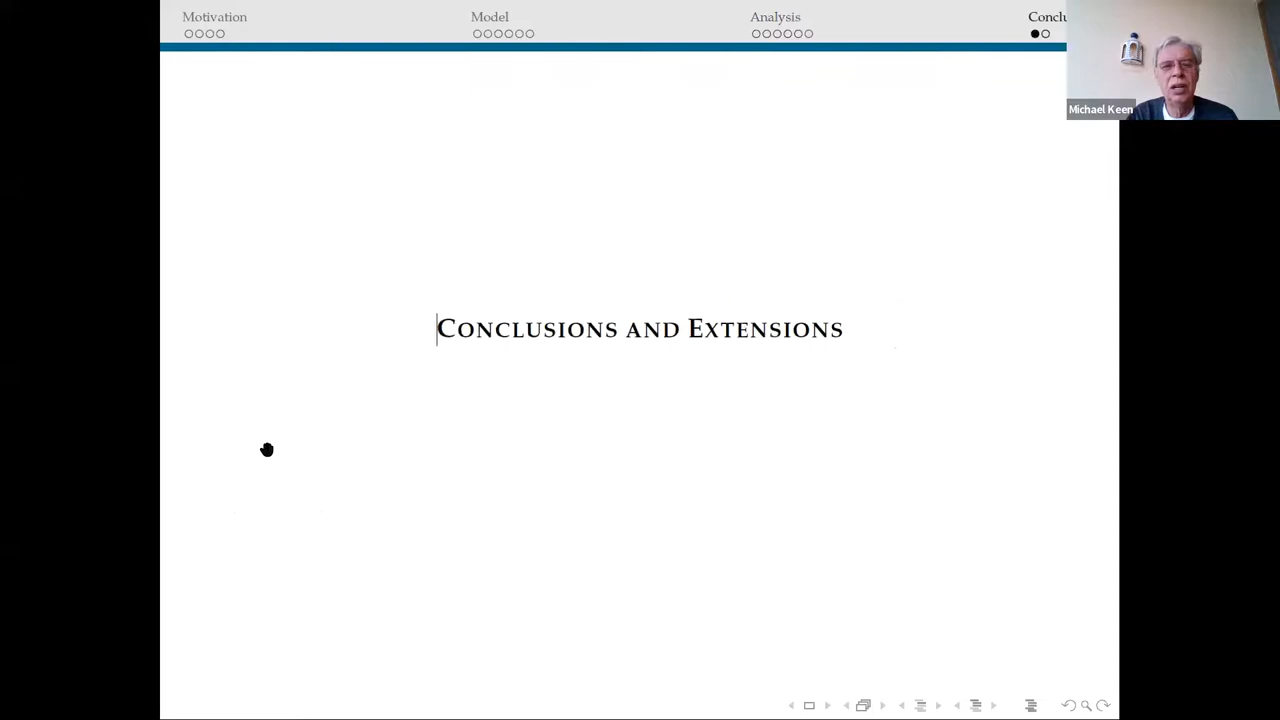 Motivation
Model
Analysis
Conclu
Michael Keen
CONCLUSIONS AND EXTENSIONS